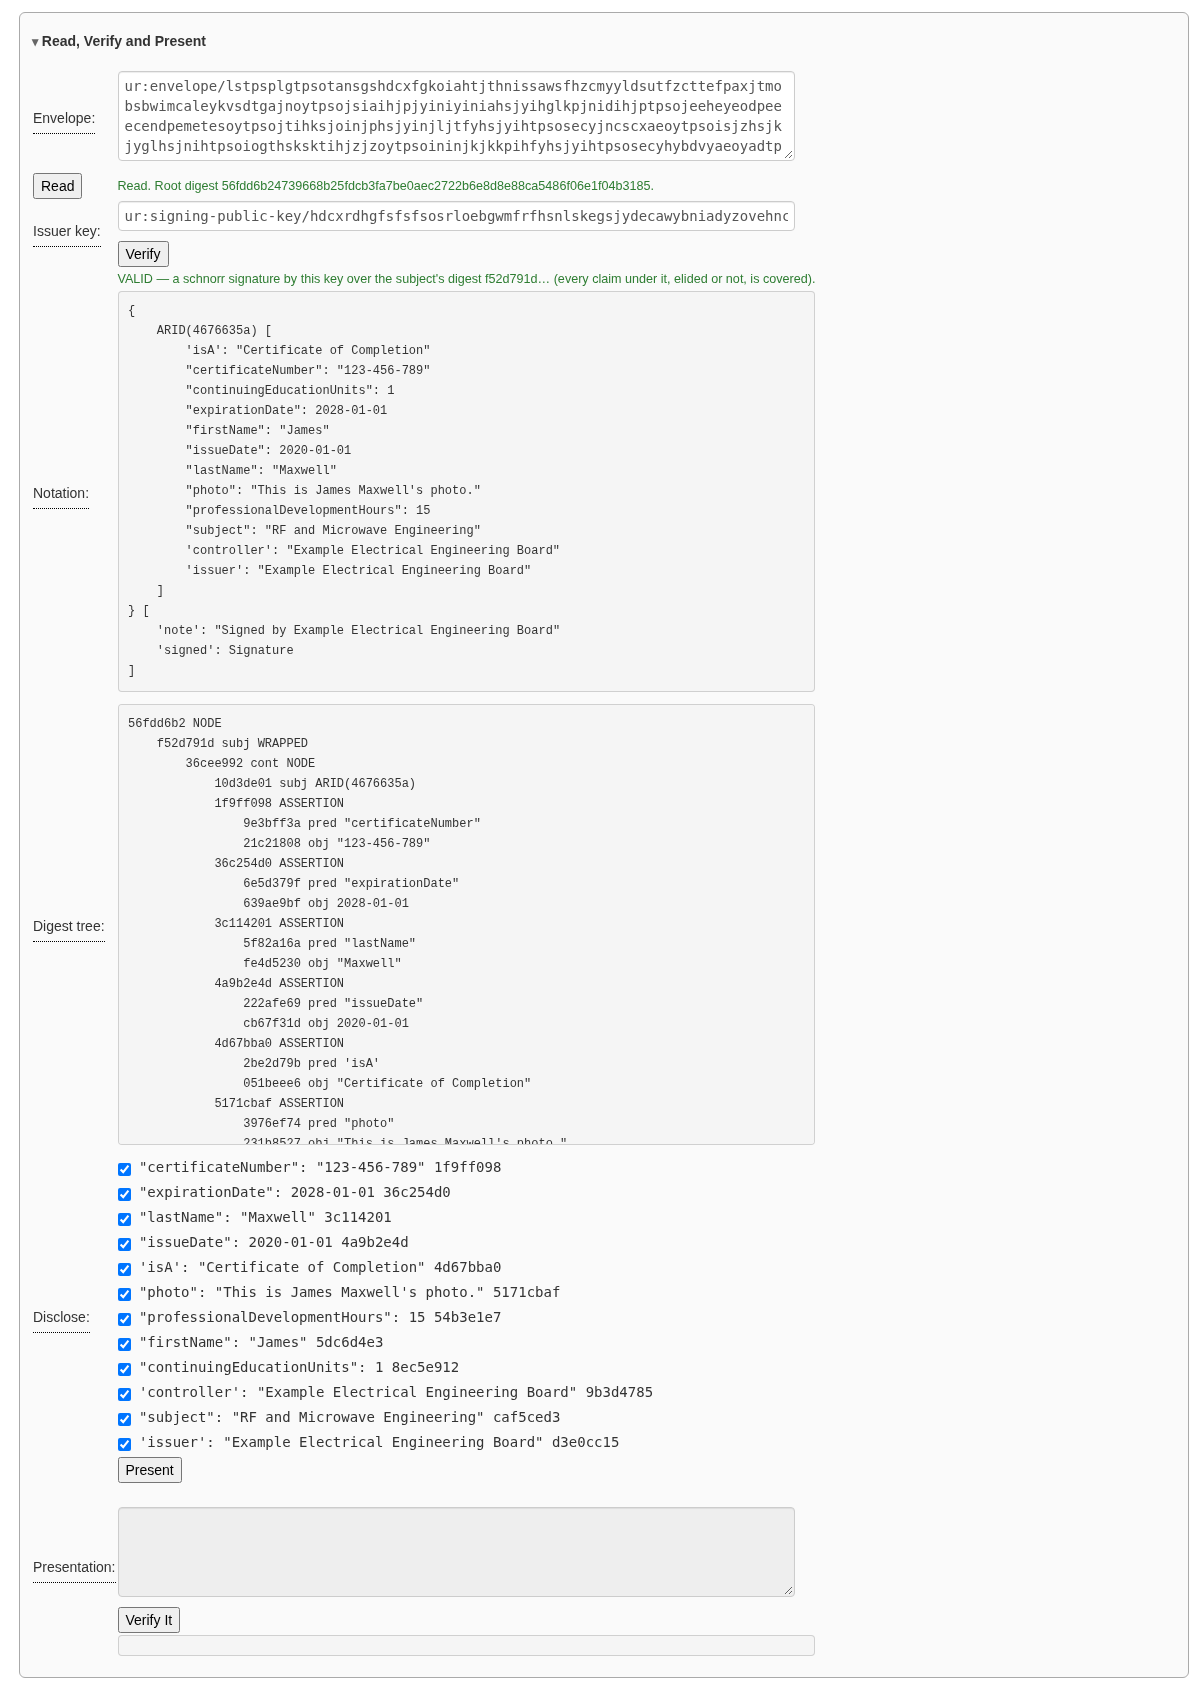 ▾ Read, Verify and Present
Envelope:
ur:envelope/lstpsplgtpsotansgshdcxfgkoiahtjthnissawsfhzcmyyldsutfzcttefpaxjtmo
bsbwimcaleykvsdtgajnoytpsojsiaihjpjyiniyiniahsjyihglkpjnidihjptpsojeeheyeodpee
ecendpemetesoytpsojtihksjoinjphsjyinjljtfyhsjyihtpsosecyjncscxaeoytpsoisjzhsjk
jyglhsjnihtpsoiogthsksktihjzjzoytpsoininjkjkkpihfyhsjyihtpsosecyhybdvyaeoyadtp
Read
Read. Root digest 56fdd6b24739668b25fdcb3fa7be0aec2722b6e8d8e88ca5486f06e1f04b3185.
Issuer key:
ur:signing-public-key/hdcxrdhgfsfsfsosrloebgwmfrfhsnlskegsjydecawybniadyzovehnc
Verify
VALID — a schnorr signature by this key over the subject's digest f52d791d… (every claim under it, elided or not, is covered).
Notation:
{
    ARID(4676635a) [
        'isA': "Certificate of Completion"
        "certificateNumber": "123-456-789"
        "continuingEducationUnits": 1
        "expirationDate": 2028-01-01
        "firstName": "James"
        "issueDate": 2020-01-01
        "lastName": "Maxwell"
        "photo": "This is James Maxwell's photo."
        "professionalDevelopmentHours": 15
        "subject": "RF and Microwave Engineering"
        'controller': "Example Electrical Engineering Board"
        'issuer': "Example Electrical Engineering Board"
    ]
} [
    'note': "Signed by Example Electrical Engineering Board"
    'signed': Signature
]
Digest tree:
56fdd6b2 NODE
    f52d791d subj WRAPPED
        36cee992 cont NODE
            10d3de01 subj ARID(4676635a)
            1f9ff098 ASSERTION
                9e3bff3a pred "certificateNumber"
                21c21808 obj "123-456-789"
            36c254d0 ASSERTION
                6e5d379f pred "expirationDate"
                639ae9bf obj 2028-01-01
            3c114201 ASSERTION
                5f82a16a pred "lastName"
                fe4d5230 obj "Maxwell"
            4a9b2e4d ASSERTION
                222afe69 pred "issueDate"
                cb67f31d obj 2020-01-01
            4d67bba0 ASSERTION
                2be2d79b pred 'isA'
                051beee6 obj "Certificate of Completion"
            5171cbaf ASSERTION
                3976ef74 pred "photo"
                231b8527 obj "This is James Maxwell's photo."
Disclose:
"certificateNumber": "123-456-789" 1f9ff098
"expirationDate": 2028-01-01 36c254d0
"lastName": "Maxwell" 3c114201
"issueDate": 2020-01-01 4a9b2e4d
'isA': "Certificate of Completion" 4d67bba0
"photo": "This is James Maxwell's photo." 5171cbaf
"professionalDevelopmentHours": 15 54b3e1e7
"firstName": "James" 5dc6d4e3
"continuingEducationUnits": 1 8ec5e912
'controller': "Example Electrical Engineering Board" 9b3d4785
"subject": "RF and Microwave Engineering" caf5ced3
'issuer': "Example Electrical Engineering Board" d3e0cc15
Present
Presentation:
Verify It